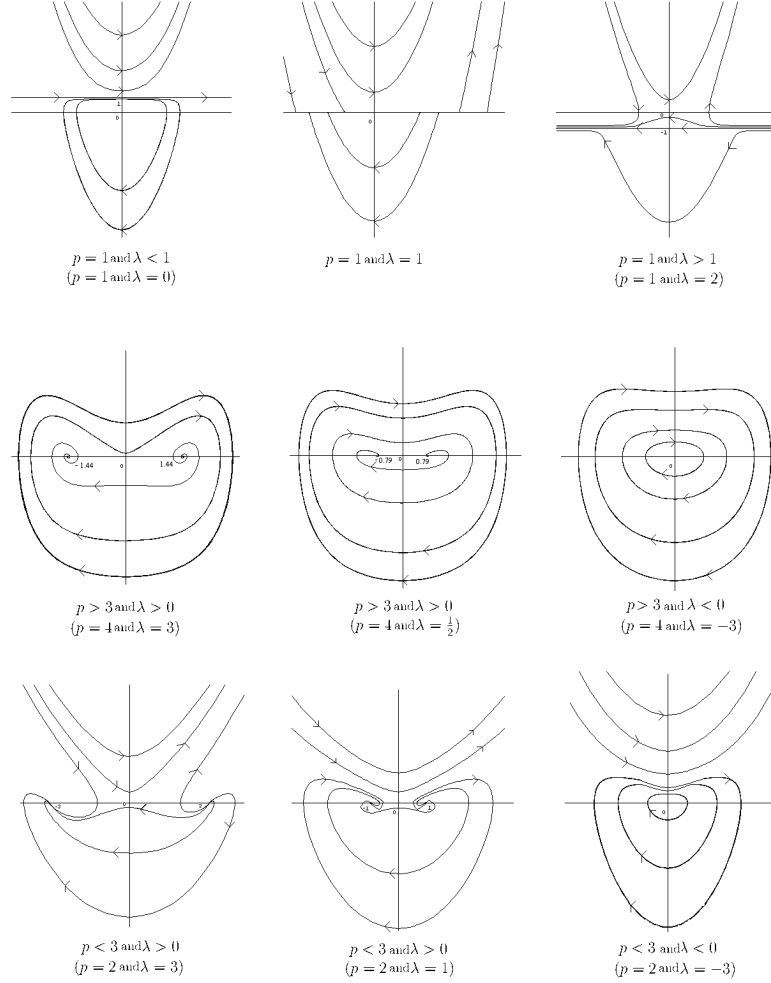 1
0
0
0
-1
p = 1 and λ < 1
(p = 1 and λ = 0)
p = 1 and λ = 1
p = 1 and λ > 1
(p = 1 and λ = 2)
-1.44 0 1.44
-0.79 0 0.79
0
p > 3 and λ > 0
(p = 4 and λ = 3)
p > 3 and λ > 0
(p = 4 and λ = 1/2)
p > 3 and λ < 0
(p = 4 and λ = −3)
-3 0 3
-1 1
0
p < 3 and λ > 0
(p = 2 and λ = 3)
p < 3 and λ > 0
(p = 2 and λ = 1)
p < 3 and λ < 0
(p = 2 and λ = −3)